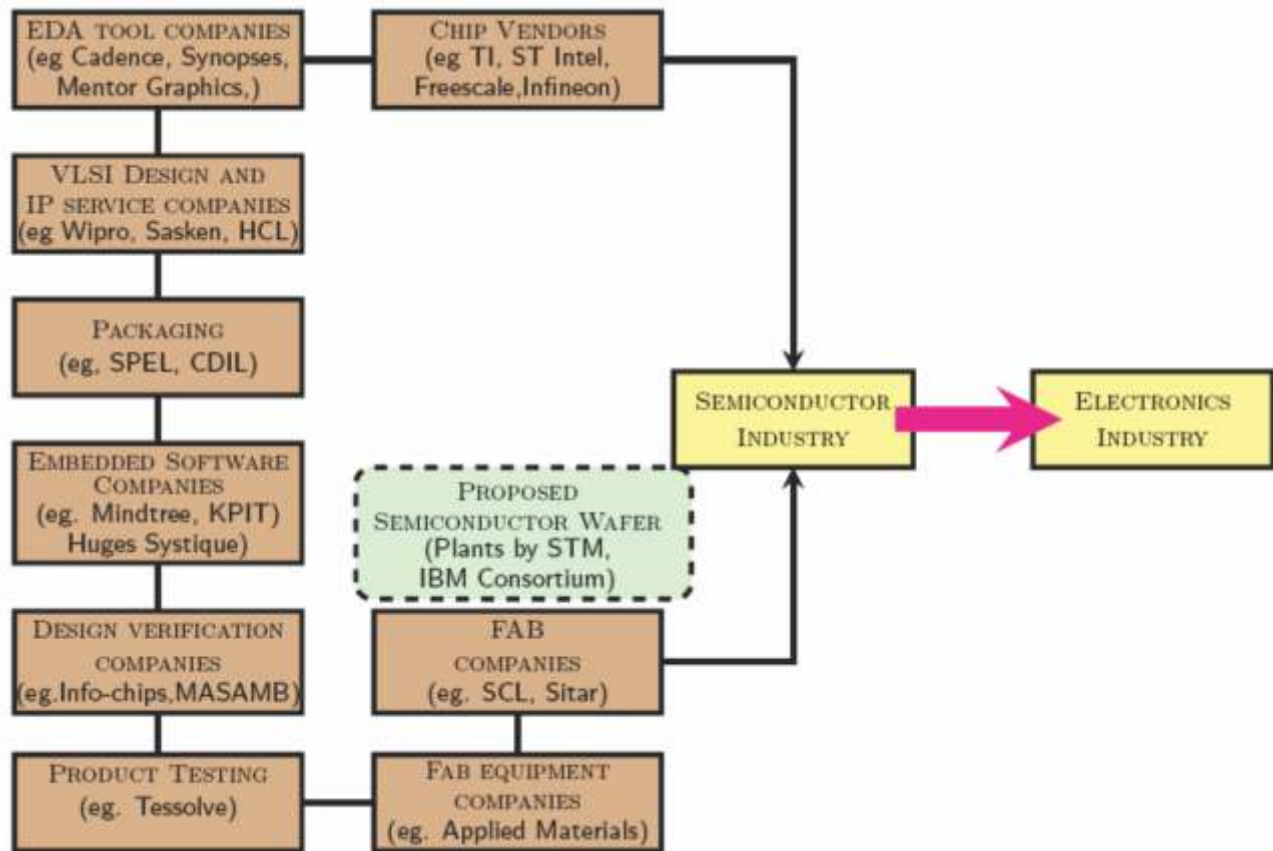 EDA TOOL COMPANIES
(eg Cadence, Synopses,
Mentor Graphics,)
CHIP VENDORS
(eg TI, ST Intel,
Freescale,Infineon)
VLSI DESIGN AND
IP SERVICE COMPANIES
(eg Wipro, Sasken, HCL)
PACKAGING
(eg, SPEL, CDIL)
SEMICONDUCTOR
INDUSTRY
ELECTRONICS
INDUSTRY
EMBEDDED SOFTWARE
COMPANIES
(eg. Mindtree, KPIT)
Huges Systique)
PROPOSED
SEMICONDUCTOR WAFER
(Plants by STM,
IBM Consortium)
DESIGN VERIFICATION
COMPANIES
(eg.Info-chips,MASAMB)
FAB
COMPANIES
(eg. SCL, Sitar)
PRODUCT TESTING
(eg. Tessolve)
FAB EQUIPMENT
COMPANIES
(eg. Applied Materials)